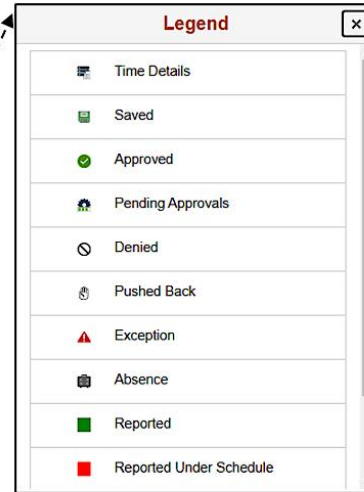 Legend
Time Details
Saved
Approved
Pending Approvals
Denied
Pushed Back
Exception
Absence
Reported
Reported Under Schedule